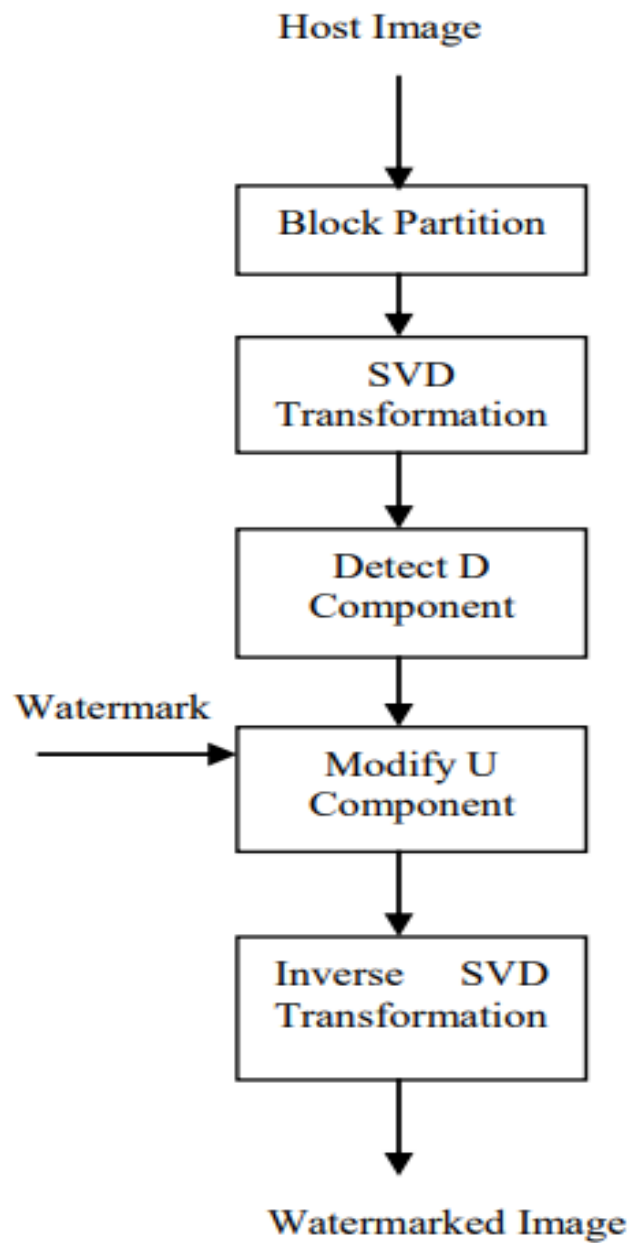 Host Image
Block Partition
SVD
Transformation
Detect D
Component
Watermark
Modify U
Component
Inverse SVD
Transformation
Watermarked Image